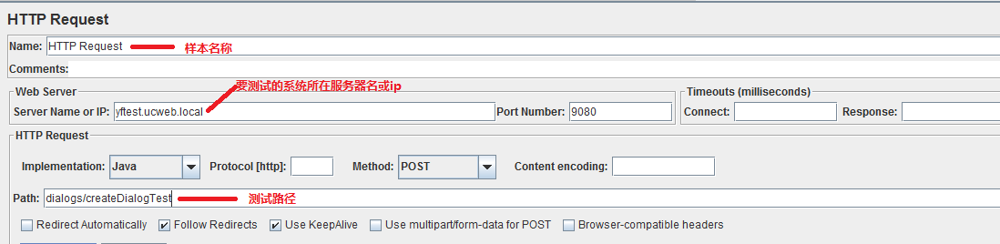 HTTP Request
Name: HTTP Request 样本名称
Comments:
要测试的系统所在服务器名或ip
Web Server Timeouts (milliseconds)
Server Name or IP: yftest.ucweb.local Port Number: 9080 Connect: Response:
HTTP Request
Implementation: Java Protocol [http]: Method: POST Content encoding:
Path: dialogs/createDialogTest 测试路径
Redirect Automatically Follow Redirects Use KeepAlive Use multipart/form-data for POST Browser-compatible headers